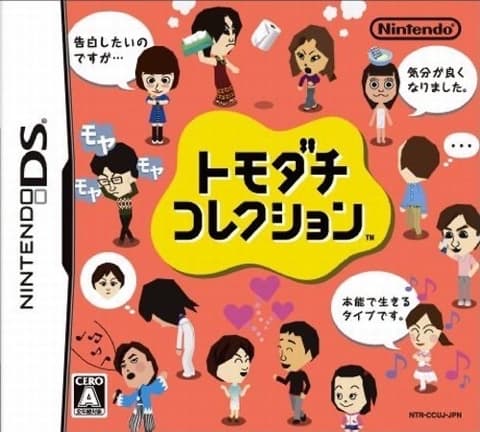 告白したいの
ですが…
Nintendo
気分が良く
なりました。
NINTENDO DS
TM
モヤ
モヤ
モヤ
…
トモダチ
コレクション
TM
本能で生きる
タイプです。
CERO
A
NTR-CCUJ-JPN